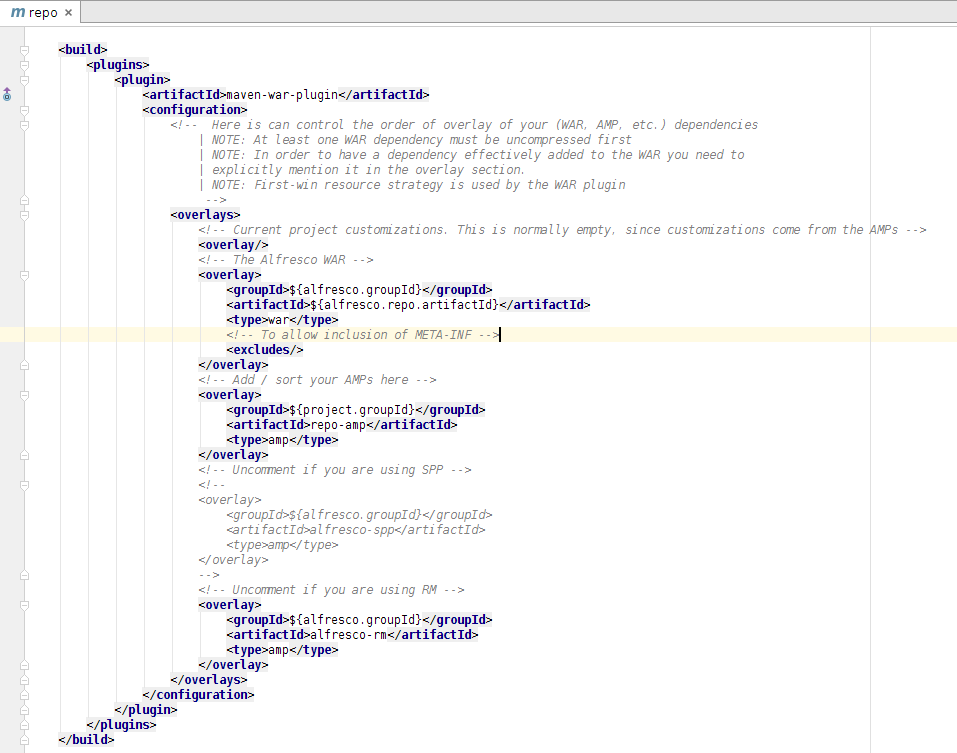 m repo ×
<build>
<plugins>
<plugin>
<artifactId>maven-war-plugin</artifactId>
<configuration>
<!-- Here is can control the order of overlay of your (WAR, AMP, etc.) dependencies
| NOTE: At least one WAR dependency must be uncompressed first
| NOTE: In order to have a dependency effectively added to the WAR you need to
| explicitly mention it in the overlay section.
| NOTE: First-win resource strategy is used by the WAR plugin
-->
<overlays>
<!-- Current project customizations. This is normally empty, since customizations come from the AMPs -->
<overlay/>
<!-- The Alfresco WAR -->
<overlay>
<groupId>${alfresco.groupId}</groupId>
<artifactId>${alfresco.repo.artifactId}</artifactId>
<type>war</type>
<!-- To allow inclusion of META-INF -->
<excludes/>
</overlay>
<!-- Add / sort your AMPs here -->
<overlay>
<groupId>${project.groupId}</groupId>
<artifactId>repo-amp</artifactId>
<type>amp</type>
</overlay>
<!-- Uncomment if you are using SPP -->
<!--
<overlay>
<groupId>${alfresco.groupId}</groupId>
<artifactId>alfresco-spp</artifactId>
<type>amp</type>
</overlay>
-->
<!-- Uncomment if you are using RM -->
<overlay>
<groupId>${alfresco.groupId}</groupId>
<artifactId>alfresco-rm</artifactId>
<type>amp</type>
</overlay>
</overlays>
</configuration>
</plugin>
</plugins>
</build>